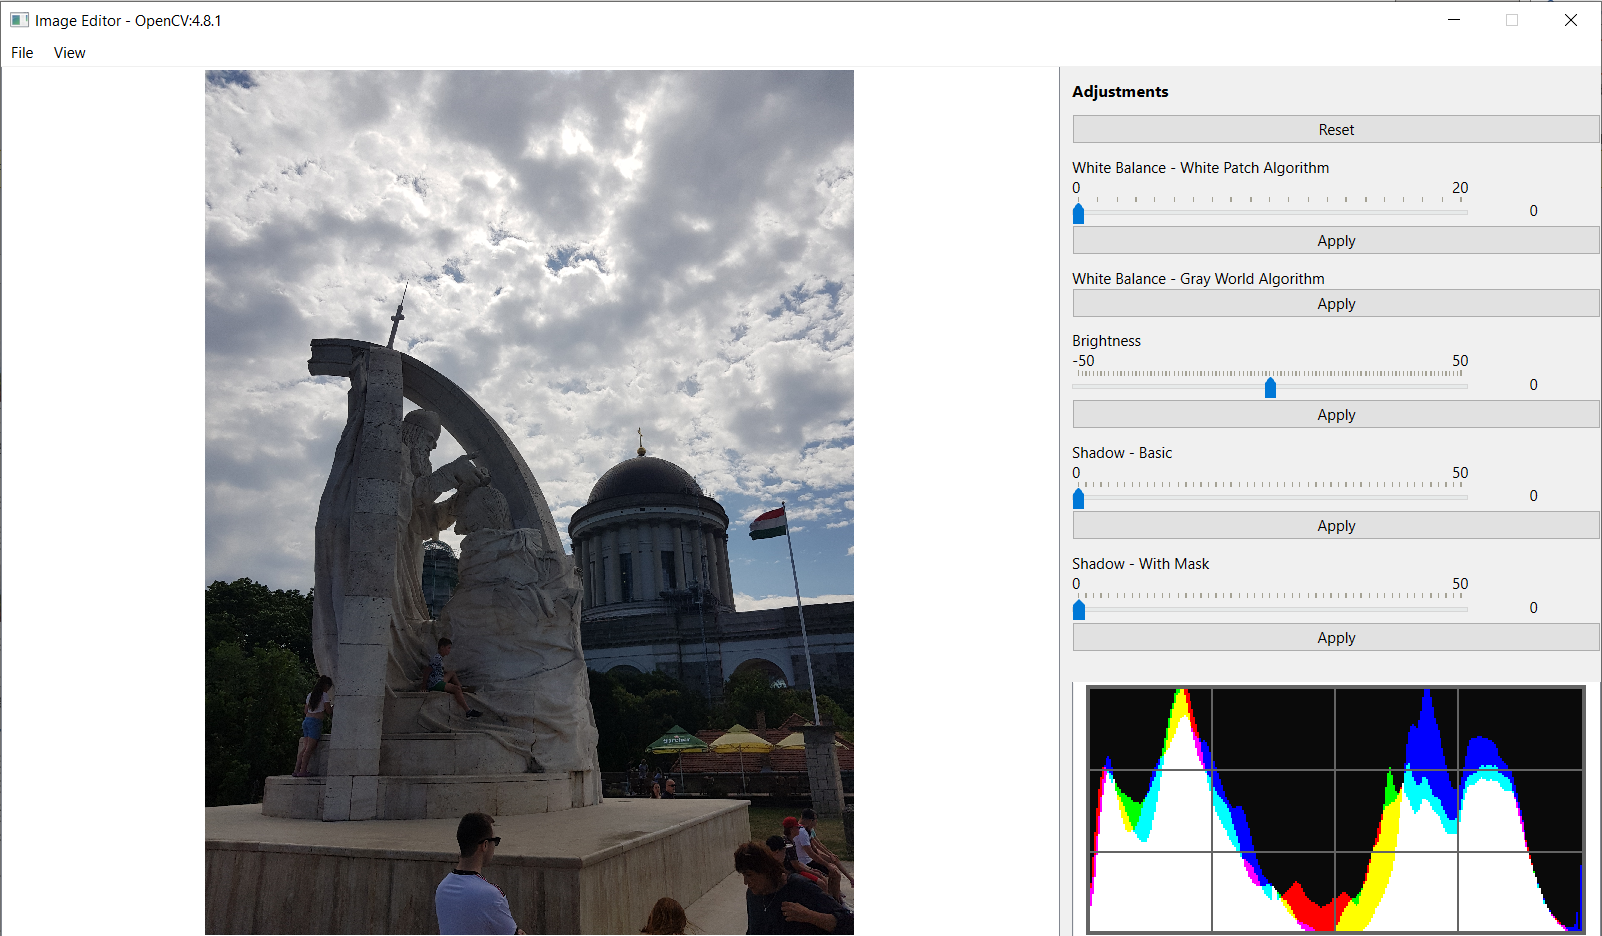 Image Editor - OpenCV:4.8.1
File View
Adjustments
Reset
White Balance - White Patch Algorithm
0 20
0
Apply
White Balance - Gray World Algorithm
Apply
Brightness
-50 50
0
Apply
Shadow - Basic
0 50
0
Apply
Shadow - With Mask
0 50
0
Apply